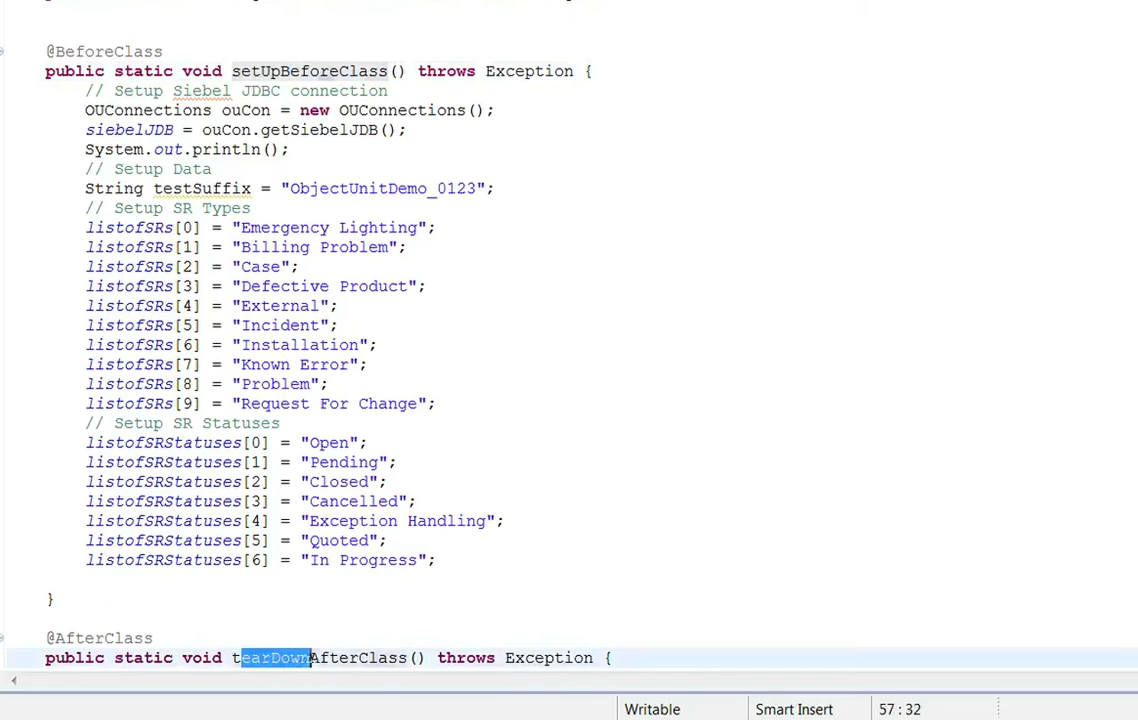 @BeforeClass
public static void setUpBeforeClass() throws Exception {
// Setup Siebel JDBC connection
OUConnections ouCon = new OUConnections();
siebelJDB = ouCon.getSiebelJDB();
System.out.println();
// Setup Data
String testSuffix = "ObjectUnitDemo_0123";
// Setup SR Types
listofSRs[0] = "Emergency Lighting";
listofSRs[1] = "Billing Problem";
listofSRs[2] = "Case";
listofSRs[3] = "Defective Product";
listofSRs[4] = "External";
listofSRs[5] = "Incident";
listofSRs[6] = "Installation";
listofSRs[7] = "Known Error";
listofSRs[8] = "Problem";
listofSRs[9] = "Request For Change";
// Setup SR Statuses
listofSRStatuses[0] = "Open";
listofSRStatuses[1] = "Pending";
listofSRStatuses[2] = "Closed";
listofSRStatuses[3] = "Cancelled";
listofSRStatuses[4] = "Exception Handling";
listofSRStatuses[5] = "Quoted";
listofSRStatuses[6] = "In Progress";
}
@AfterClass
public static void tearDownAfterClass() throws Exception {
Writable Smart Insert 57 : 32